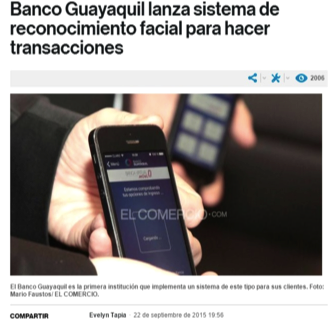 Banco Guayaquil lanza sistema de
reconocimiento facial para hacer
transacciones
2006
EL COMERCIO.COM
Cargando...
El Banco Guayaquil es la primera institución que implementa un sistema de este tipo para sus clientes. Foto:
Mario Faustos/ EL COMERCIO.
COMPARTIR
Evelyn Tapia
22 de septiembre de 2015 19:56